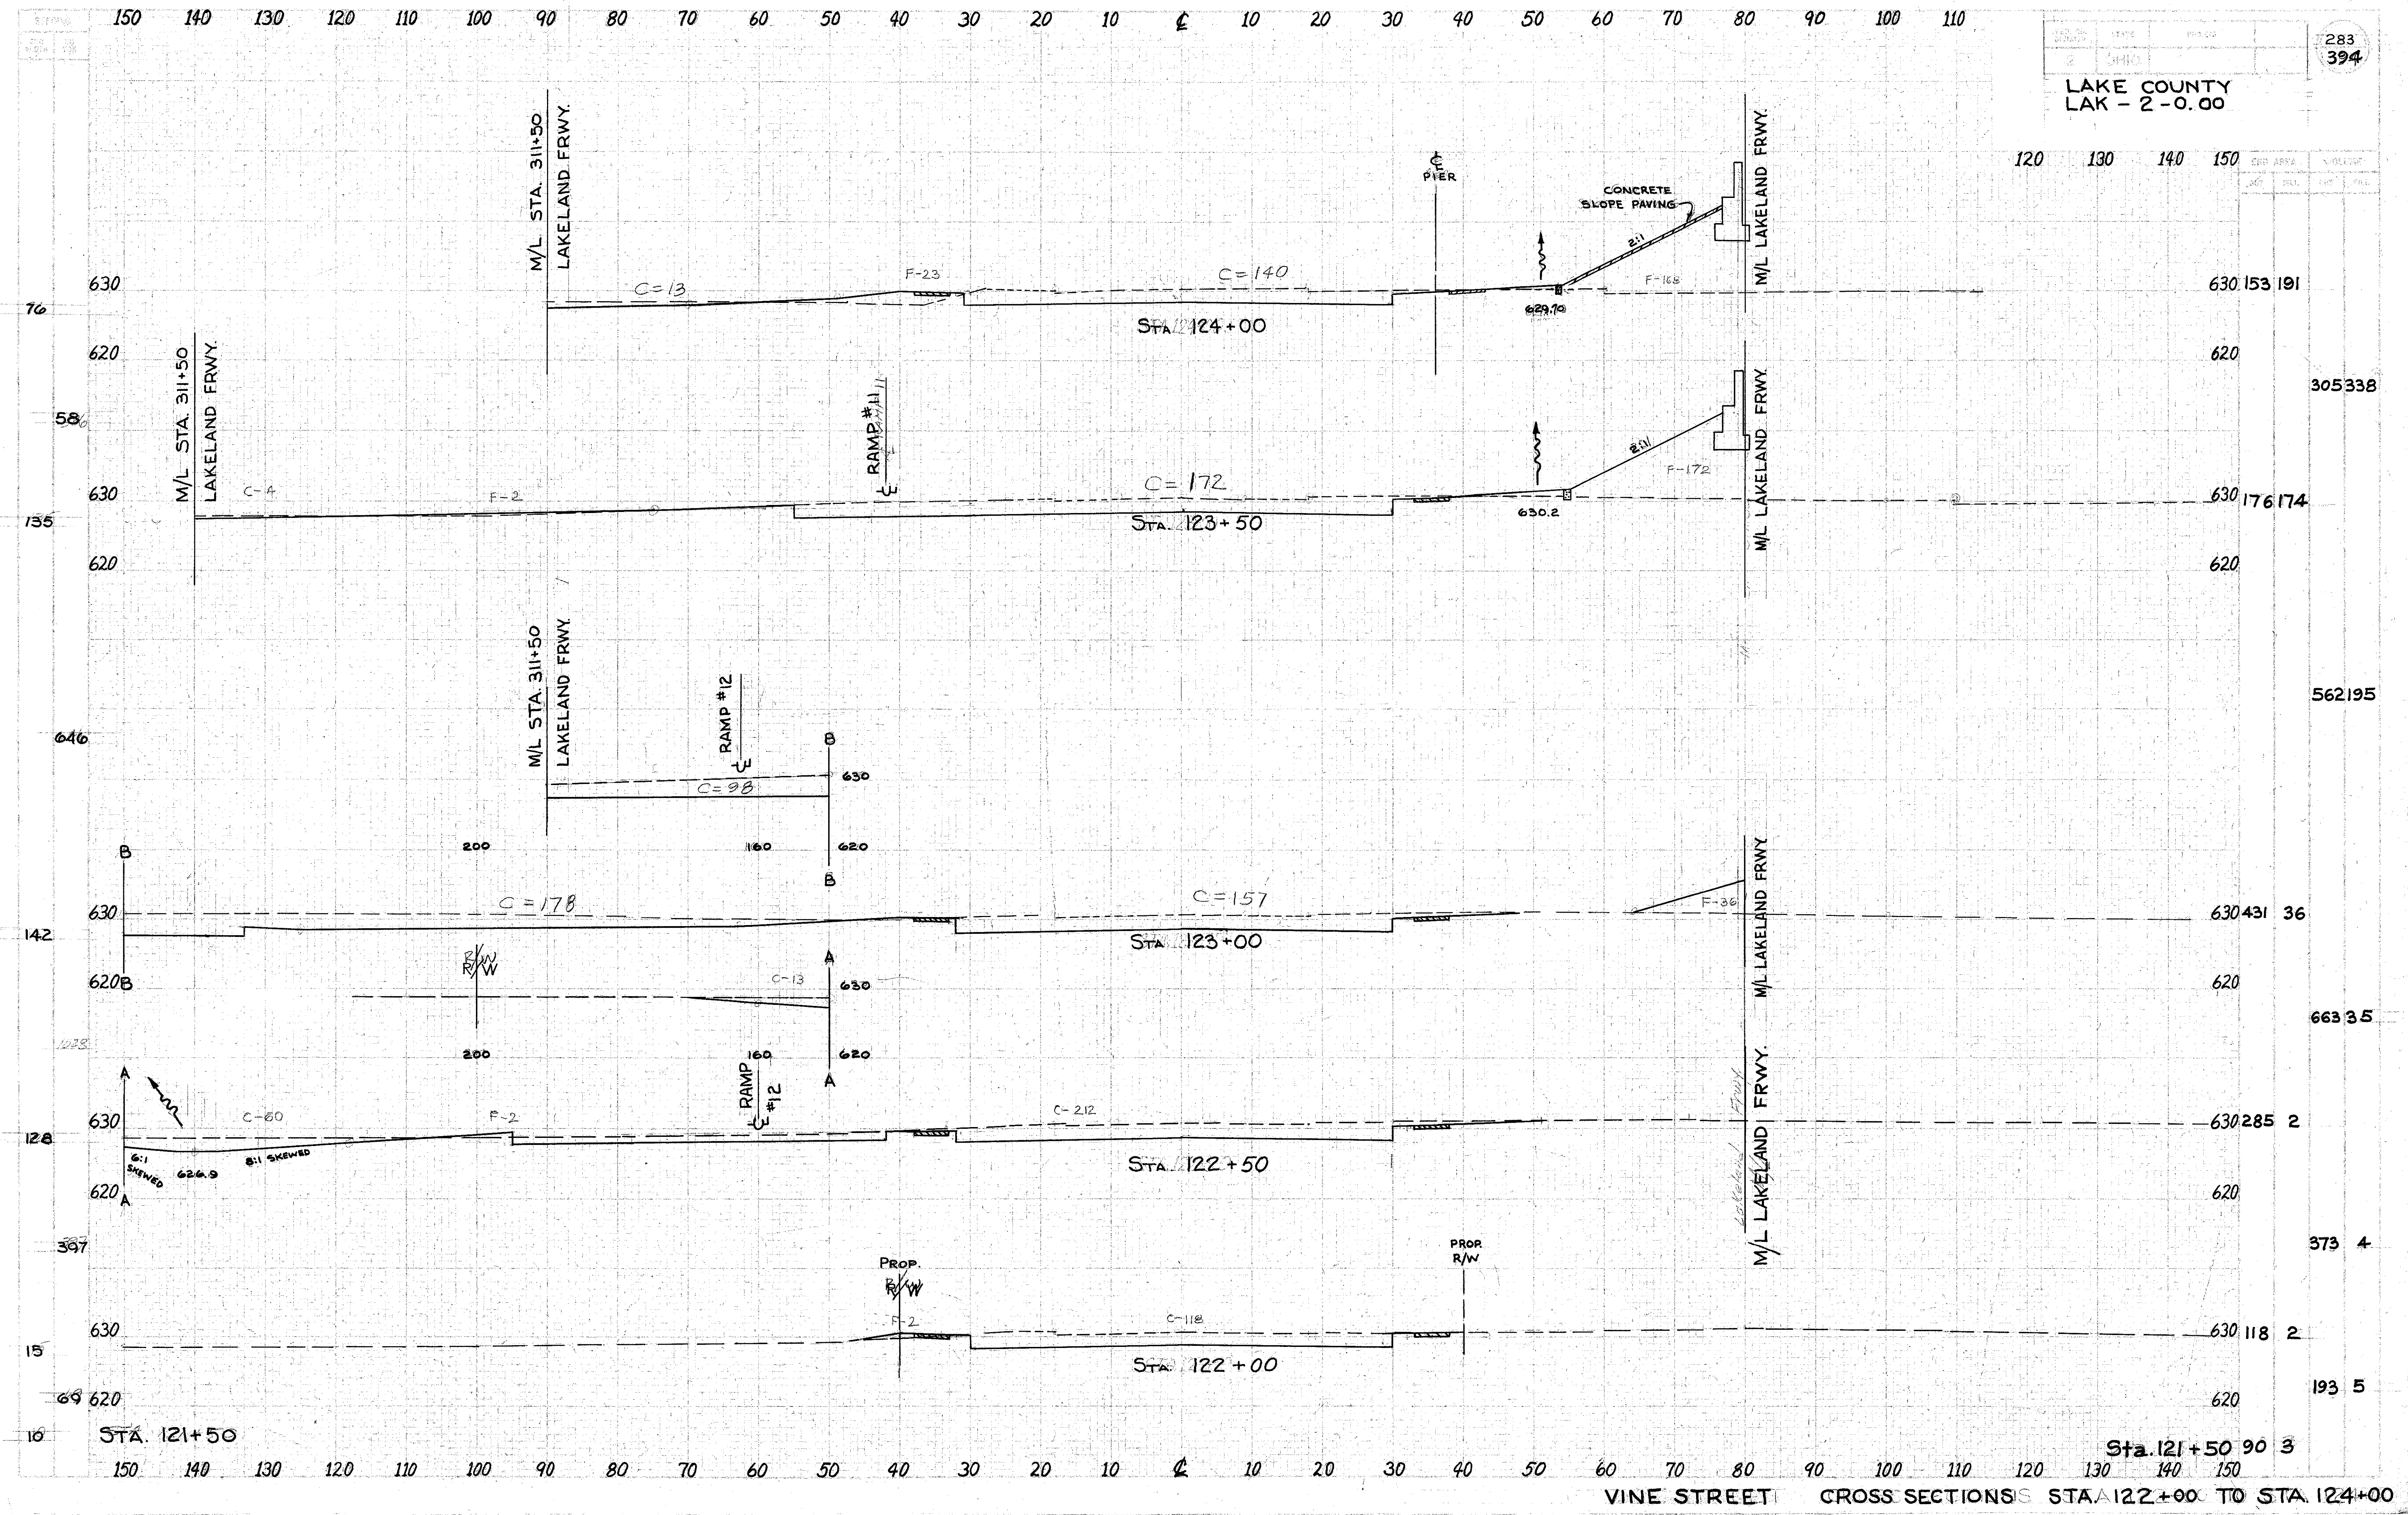 150 140 130 120 110 100 90 80 70 60 50 40 30 20 10 ℄ 10 20 30 40 50 60 70 80 90 100 110
283
394
OHIO
LAKE COUNTY
LAK - 2 - 0.00
120 130 140 150
END AREA
M/L STA. 311+50
LAKELAND FRWY.
℄
PIER
CONCRETE
SLOPE PAVING
2:1
M/L LAKELAND FRWY.
630 C=13 F-23 C=140 F-168 630 153 191
76
629.70
STA. 124+00
620 620
305 338
M/L STA. 311+50
LAKELAND FRWY.
58
RAMP #11
℄
2:1
M/L LAKELAND FRWY.
F-172
630 C-4 F-2 C=172 630 176 174
135
630.2
STA. 123+50
620 620
M/L STA. 311+50
LAKELAND FRWY.
RAMP #12
℄
562 195
646
B
630
C=98
200 160 620
B
B
630 C=178 C=157 F-36 630 431 36
M/L LAKELAND FRWY.
142
STA. 123+00
R/W
A
620 B C-13 630 620
663 35
200 160 620
A
A
RAMP
#12
℄
M/L LAKELAND FRWY.
630 C-60 F-2 C-212 630 285 2
128
6:1
SKEWED
626.9
8:1 SKEWED
STA. 122+50
620 A 620
397
373 4
PROP.
R/W
PROP.
R/W
630 F-2 C-118 630 118 2
15
STA. 122+00
69 620 620
193 5
10 STA. 121+50
Sta. 121+50 90 3
150 140 130 120 110 100 90 80 70 60 50 40 30 20 10 ℄ 10 20 30 40 50 60 70 80 90 100 110 120 130 140 150
VINE STREET CROSS SECTIONS STA. 122+00 TO STA. 124+00